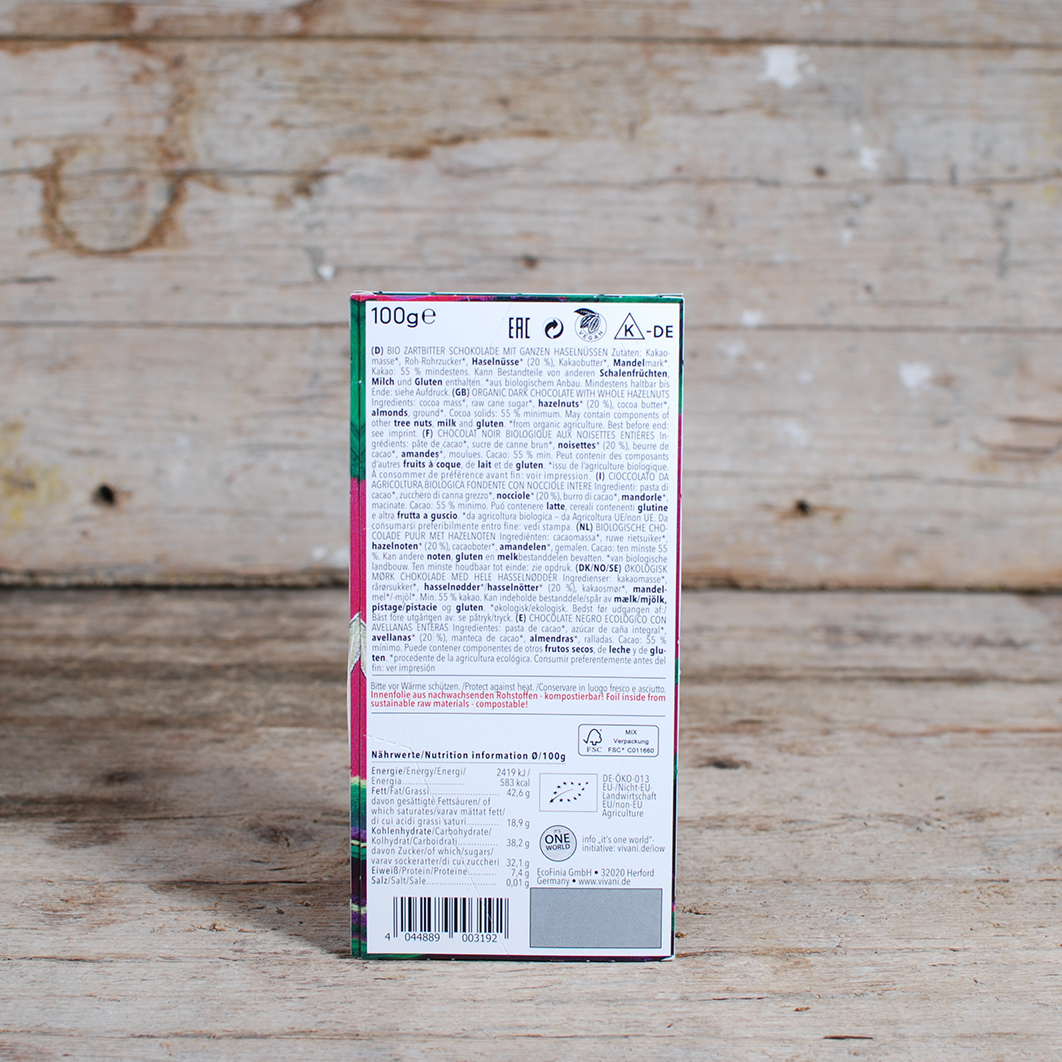 100g℮
EAC
VEGAN
K-DE
(D) BIO ZARTBITTER SCHOKOLADE MIT GANZEN HASELNÜSSEN Zutaten: Kakao-
masse*, Roh-Rohrzucker*, Haselnüsse* (20 %), Kakaobutter*, Mandelmark*.
Kakao: 55 % mindestens. Kann Bestandteile von anderen Schalenfrüchten,
Milch und Gluten enthalten. *aus biologischem Anbau. Mindestens haltbar bis
Ende: siehe Aufdruck. (GB) ORGANIC DARK CHOCOLATE WITH WHOLE HAZELNUTS
Ingredients: cocoa mass*, raw cane sugar*, hazelnuts* (20 %), cocoa butter*,
almonds, ground*. Cocoa solids: 55 % minimum. May contain components of
other tree nuts, milk and gluten. *from organic agriculture. Best before end:
see imprint. (F) CHOCOLAT NOIR BIOLOGIQUE AUX NOISETTES ENTIÈRES In-
grédients: pâte de cacao*, sucre de canne brun*, noisettes* (20 %), beurre de
cacao*, amandes*, moulues. Cacao: 55 % min. Peut contenir des composants
d'autres fruits à coque, de lait et de gluten. *issu de l'agriculture biologique.
À consommer de préférence avant fin: voir impression. (I) CIOCCOLATO DA
AGRICOLTURA BIOLOGICA FONDENTE CON NOCCIOLE INTERE Ingredienti: pasta di
cacao*, zucchero di canna grezzo*, nocciole* (20 %), burro di cacao*, mandorle*,
macinate. Cacao: 55 % minimo. Può contenere latte, cereali contenenti glutine
e altra frutta a guscio. *da agricoltura biologica – da Agricoltura UE/non UE. Da
consumarsi preferibilmente entro fine: vedi stampa. (NL) BIOLOGISCHE CHO-
COLADE PUUR MET HAZELNOTEN Ingrediënten: cacaomassa*, ruwe rietsuiker*,
hazelnoten* (20 %), cacaoboter*, amandelen*, gemalen. Cacao: ten minste 55
%. Kan andere noten, gluten en melkbestanddelen bevatten. *van biologische
landbouw. Ten minste houdbaar tot einde: zie opdruk. (DK/NO/SE) ØKOLOGISK
MØRK CHOKOLADE MED HELE HASSELNØDDER Ingredienser: kakaomasse*,
rårørsukker*, hasselnødder*/hasselnötter* (20 %), kakaosmør*, mandel-
mel*/-mjöl*. Min. 55 % kakao. Kan indeholde bestanddele/spår av mælk/mjölk,
pistage/pistacie og gluten. *økologisk/ekologisk. Bedst før udgangen af:/
Bäst före utgången av: se påtryk/tryck. (E) CHOCOLATE NEGRO ECOLÓGICO CON
AVELLANAS ENTERAS Ingredientes: pasta de cacao*, azúcar de caña integral*,
avellanas* (20 %), manteca de cacao*, almendras*, ralladas. Cacao: 55 %
mínimo. Puede contener componentes de otros frutos secos, de leche y de glu-
ten. *procedente de la agricultura ecológica. Consumir preferentemente antes del
fin: ver impresión
Bitte vor Wärme schützen. /Protect against heat. /Conservare in luogo fresco e asciutto.
Innenfolie aus nachwachsenden Rohstoffen - kompostierbar! Foil inside from
sustainable raw materials - compostable!
FSC
MIX
Verpackung
FSC® C011660
Nährwerte/Nutrition information Ø/100g
Energie/Énergy/Energi/ 2419 kJ /
Energia............ 583 kcal
Fett/Fat/Grassi............ 42,6 g
davon gesättigte Fettsäuren/ of
which saturates/varav mättat fett/
di cui acidi grassi saturi............ 18,9 g
Kohlenhydrate/Carbohydrate/
Kolhydrat/Carboidrati............ 38,2 g
davon Zucker/of which/sugars/
varav sockerarter/di cui zuccheri 32,1 g
Eiweiß/Protein/Proteine............ 7,4 g
Salz/Salt/Sale............ 0,01 g
DE-ÖKO-013
EU-/Nicht-EU-
Landwirtschaft
EU/non-EU
Agriculture
IT'S
ONE
WORLD
info „it's one world"-
initiative: vivani.de/iow
EcoFinia GmbH • 32020 Herford
Germany • www.vivani.de
4 044889 003192